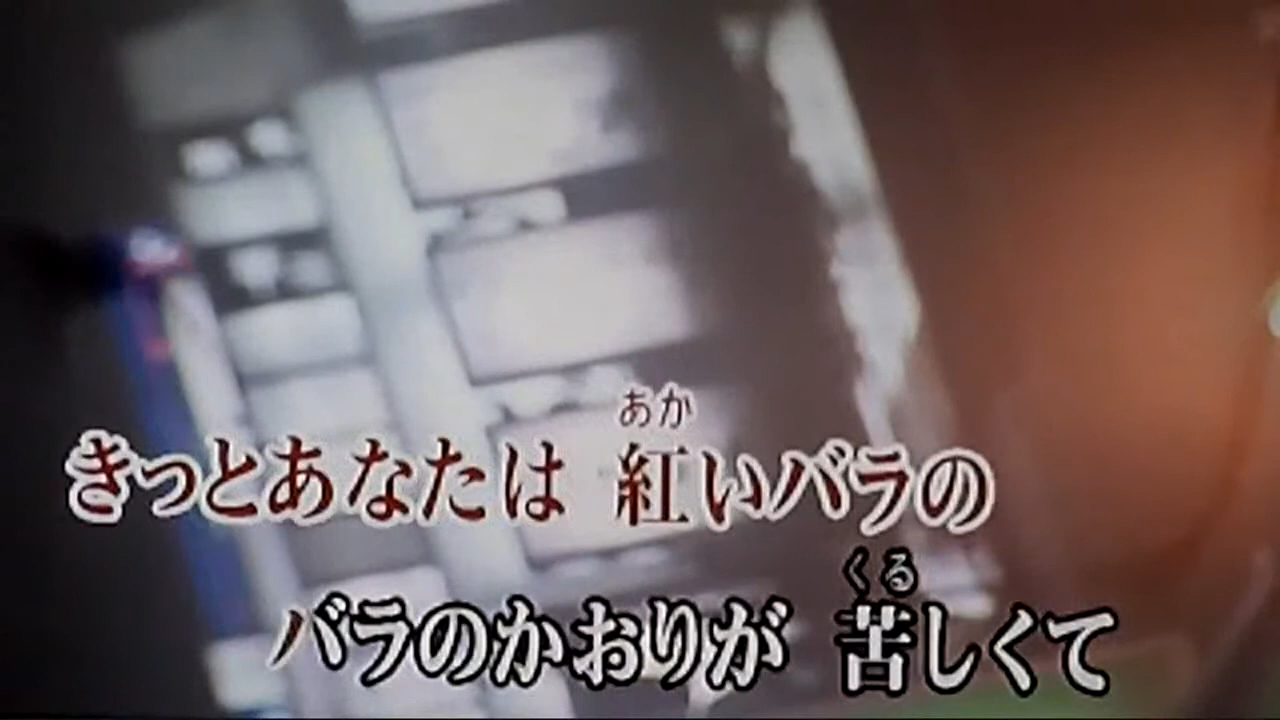 あか
きっとあなたは 紅いバラの
くる
バラのかおりが 苦しくて